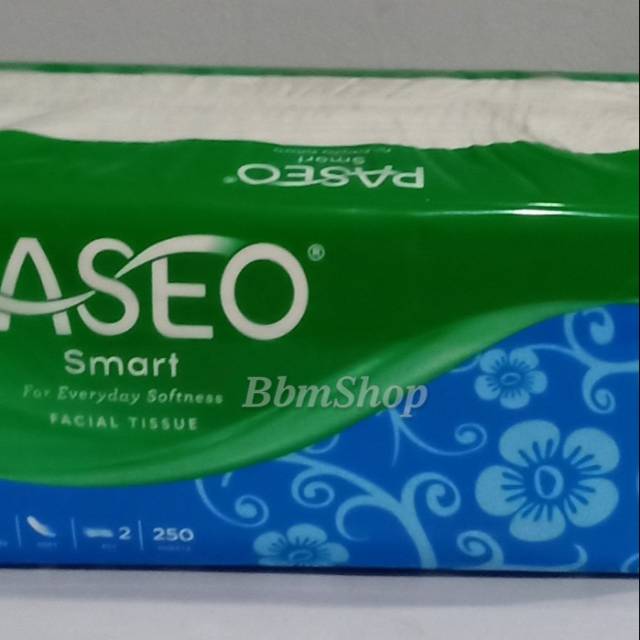 PASEO
Smart
ASEO®
Smart
For Everyday Softness
FACIAL TISSUE
BbmShop
2 250